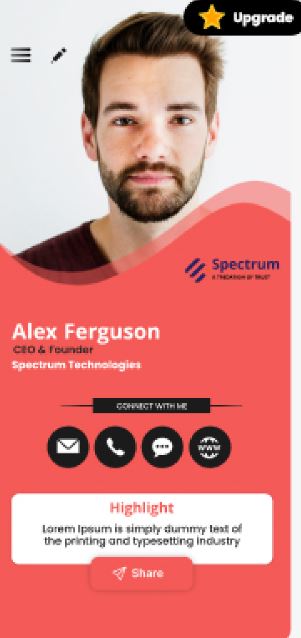 Upgrade
Spectrum
A TREDATION OF TRUST
Alex Ferguson
CEO & Founder
Spectrum Technologies
CONNECT WITH ME
WWW
Highlight
Lorem Ipsum is simply dummy text of
the printing and typesetting industry
Share